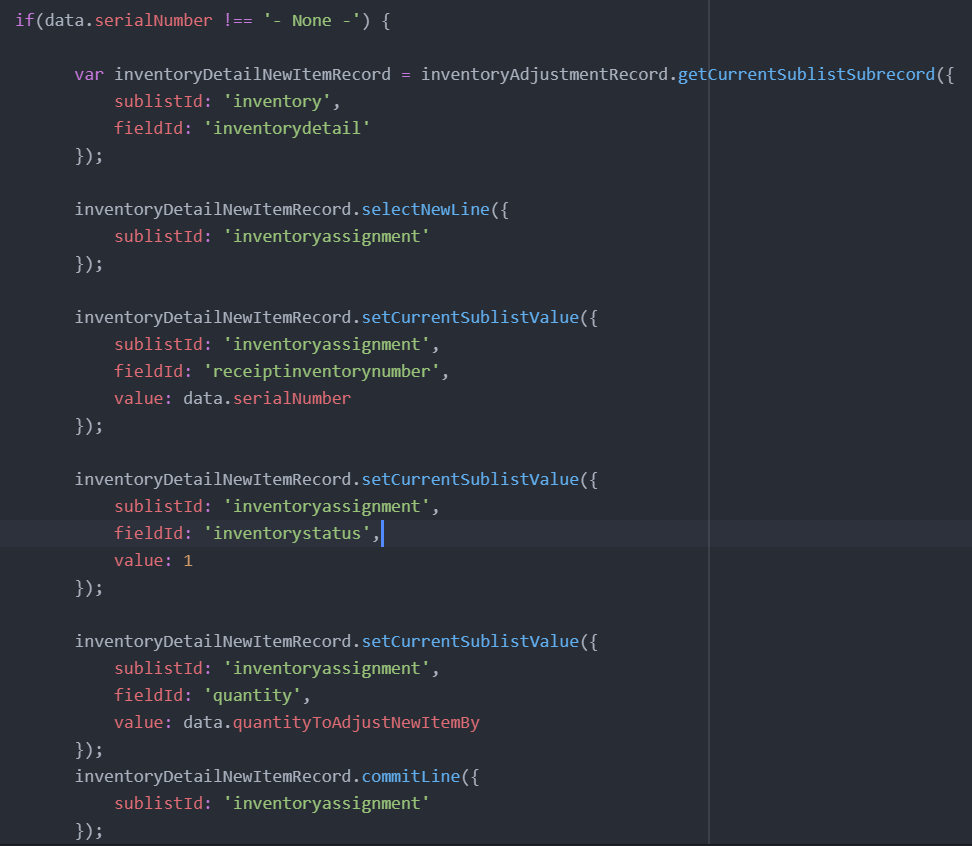 if(data.serialNumber !== '- None -') {
var inventoryDetailNewItemRecord = inventoryAdjustmentRecord.getCurrentSublistSubrecord({
sublistId: 'inventory',
fieldId: 'inventorydetail'
});
inventoryDetailNewItemRecord.selectNewLine({
sublistId: 'inventoryassignment'
});
inventoryDetailNewItemRecord.setCurrentSublistValue({
sublistId: 'inventoryassignment',
fieldId: 'receiptinventorynumber',
value: data.serialNumber
});
inventoryDetailNewItemRecord.setCurrentSublistValue({
sublistId: 'inventoryassignment',
fieldId: 'inventorystatus',
value: 1
});
inventoryDetailNewItemRecord.setCurrentSublistValue({
sublistId: 'inventoryassignment',
fieldId: 'quantity',
value: data.quantityToAdjustNewItemBy
});
inventoryDetailNewItemRecord.commitLine({
sublistId: 'inventoryassignment'
});